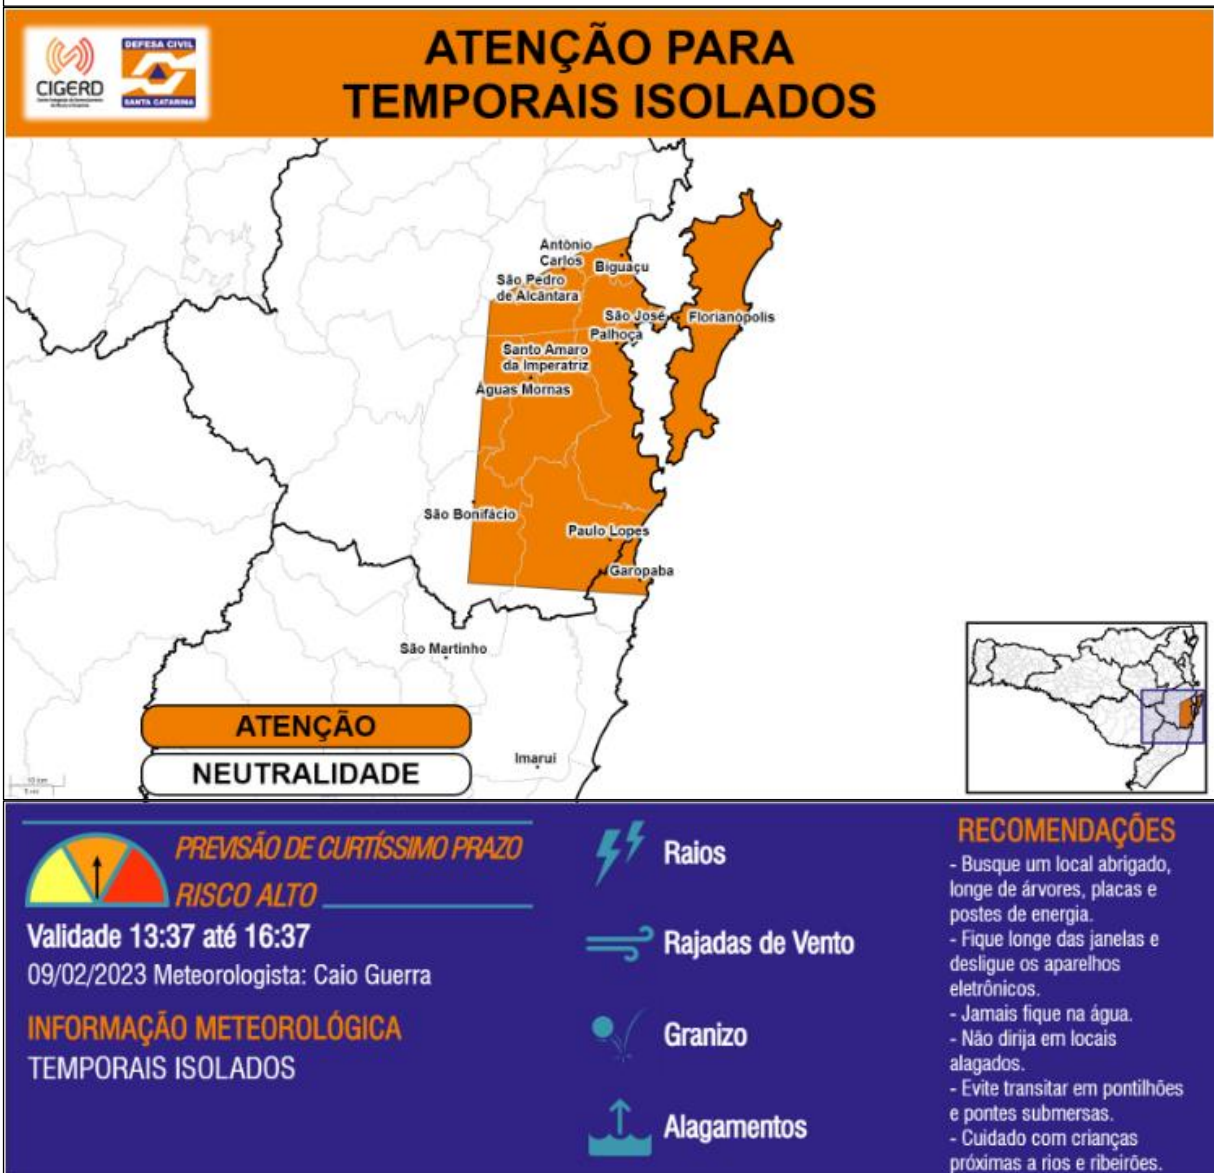 CIGERD
DEFESA CIVIL
SANTA CATARINA
ATENÇÃO PARA
TEMPORAIS ISOLADOS
Antônio
Carlos
Biguaçu
São Pedro
de Alcântara
São José
Florianópolis
Palhoça
Santo Amaro
da Imperatriz
Águas Mornas
São Bonifácio
Paulo Lopes
Garopaba
São Martinho
Imaruí
ATENÇÃO
NEUTRALIDADE
10 km
PREVISÃO DE CURTÍSSIMO PRAZO
RISCO ALTO
Validade 13:37 até 16:37
09/02/2023 Meteorologista: Caio Guerra
INFORMAÇÃO METEOROLÓGICA
TEMPORAIS ISOLADOS
Raios
Rajadas de Vento
Granizo
Alagamentos
RECOMENDAÇÕES
- Busque um local abrigado,
longe de árvores, placas e
postes de energia.
- Fique longe das janelas e
desligue os aparelhos
eletrônicos.
- Jamais fique na água.
- Não dirija em locais
alagados.
- Evite transitar em pontilhões
e pontes submersas.
- Cuidado com crianças
próximas a rios e ribeirões.